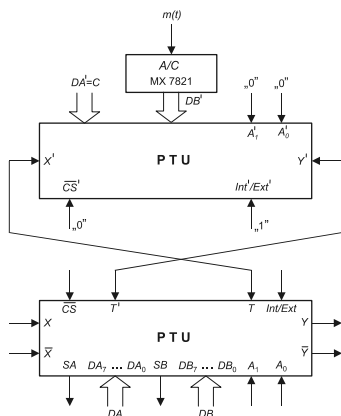 m(t)
A/C
MX 7821
DA'=C
DB'
„0”
„0”
A'₁
A'₀
X'
PTU
Y'
CS'
Int'/Ext'
„0”
„1”
CS
T'
T
Int/Ext
X
PTU
Y
X
Y
SA
DA₇ ... DA₀
SB
DB₇ ... DB₀
A₁
A₀
DA
DB